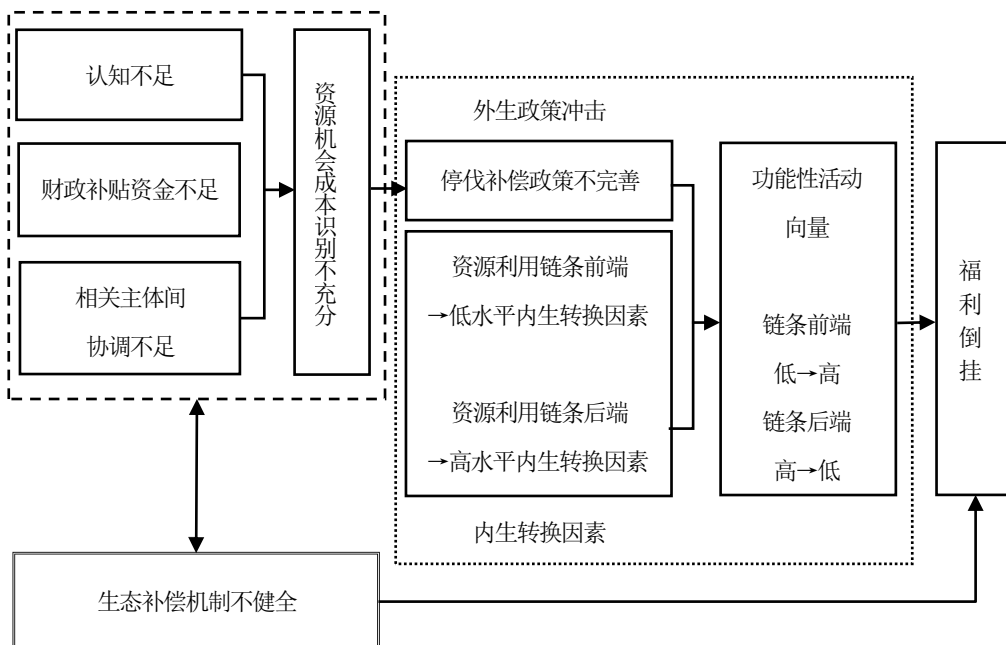 认知不足
财政补贴资金不足
相关主体间
协调不足
资源机会成本识别不充分
外生政策冲击
停伐补偿政策不完善
资源利用链条前端
→低水平内生转换因素
资源利用链条后端
→高水平内生转换因素
内生转换因素
功能性活动
向量
链条前端
低→高
链条后端
高→低
福利倒挂
生态补偿机制不健全